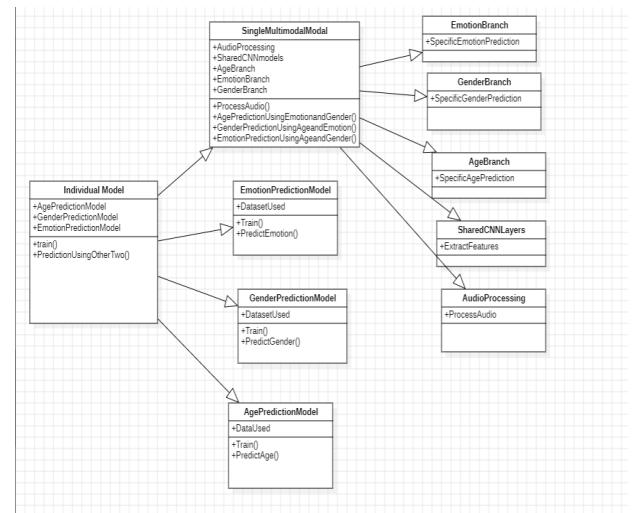 SingleMultimodalModal
+AudioProcessing
+SharedCNNmodels
+AgeBranch
+EmotionBranch
+GenderBranch
+ProcessAudio()
+AgePredictionUsingEmotionandGender()
+GenderPredictionUsingAgeandEmotion()
+EmotionPredictionUsingAgeandGender()
EmotionBranch
+SpecificEmotionPrediction
GenderBranch
+SpecificGenderPrediction
AgeBranch
+SpecificAgePrediction
SharedCNNLayers
+ExtractFeatures
AudioProcessing
+ProcessAudio
Individual Model
+AgePredictionModel
+GenderPredictionModel
+EmotionPredictionModel
+train()
+PredictionUsingOtherTwo()
EmotionPredictionModel
+DatasetUsed
+Train()
+PredictEmotion()
GenderPredictionModel
+DatasetUsed
+Train()
+PredictGender()
AgePredictionModel
+DataUsed
+Train()
+PredictAge()